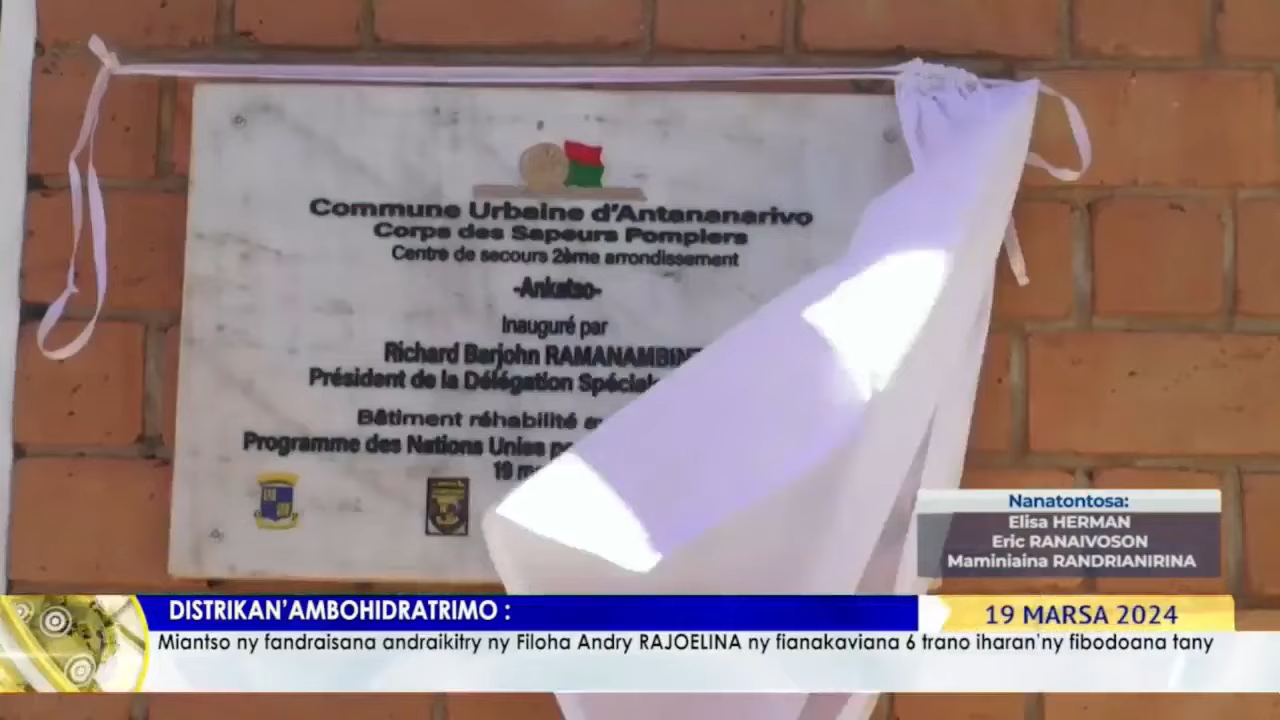 Commune Urbaine d'Antananarivo
Corps des Sapeurs Pompiers
Centre de secours 2ème arrondissement
-Ankatso-
Inauguré par
Richard Barjohn
Président de la Délégation
Bâtiment réhabilité
Programme des Nations Unies
19
Nanatontosa:
Elisa HERMAN
Eric RANAIVOSON
Maminiaina RANDRIANIRINA
DISTRIKAN'AMBOHIDRATRIMO :
19 MARSA 2024
Miantso ny fandraisana andraikitry ny Filoha Andry RAJOELINA ny fianakaviana 6 trano iharan'ny fibodoana tany